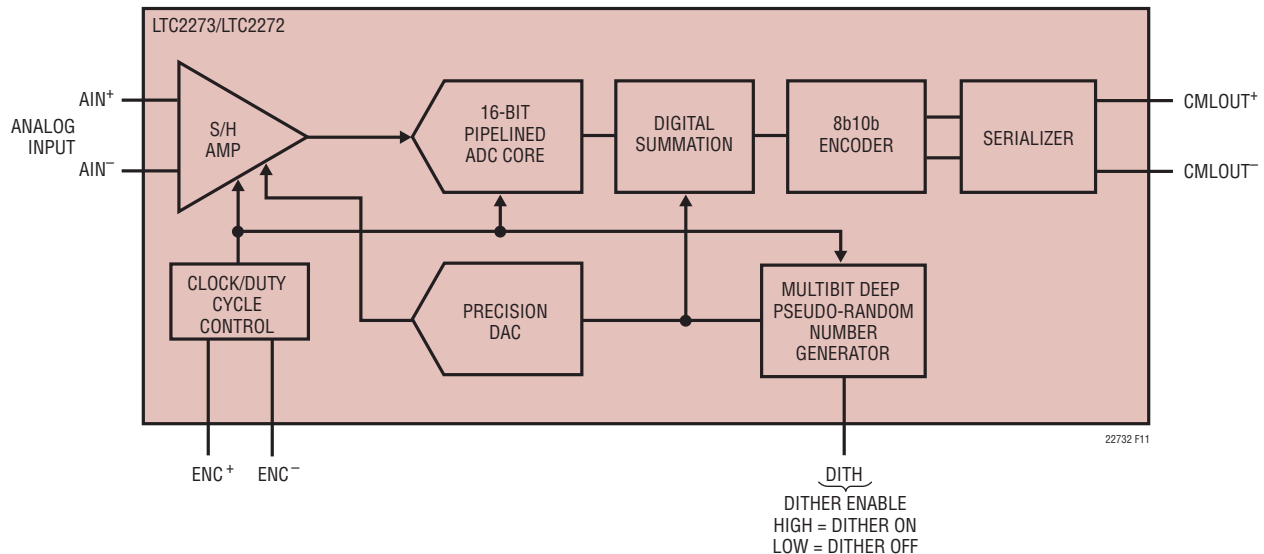 LTC2273/LTC2272
AIN+
ANALOG
INPUT
AIN−
S/H
AMP
16-BIT
PIPELINED
ADC CORE
DIGITAL
SUMMATION
8b10b
ENCODER
SERIALIZER
CMLOUT+
CMLOUT−
CLOCK/DUTY
CYCLE
CONTROL
PRECISION
DAC
MULTIBIT DEEP
PSEUDO-RANDOM
NUMBER
GENERATOR
22732 F11
ENC+ ENC−
DITH
DITHER ENABLE
HIGH = DITHER ON
LOW = DITHER OFF